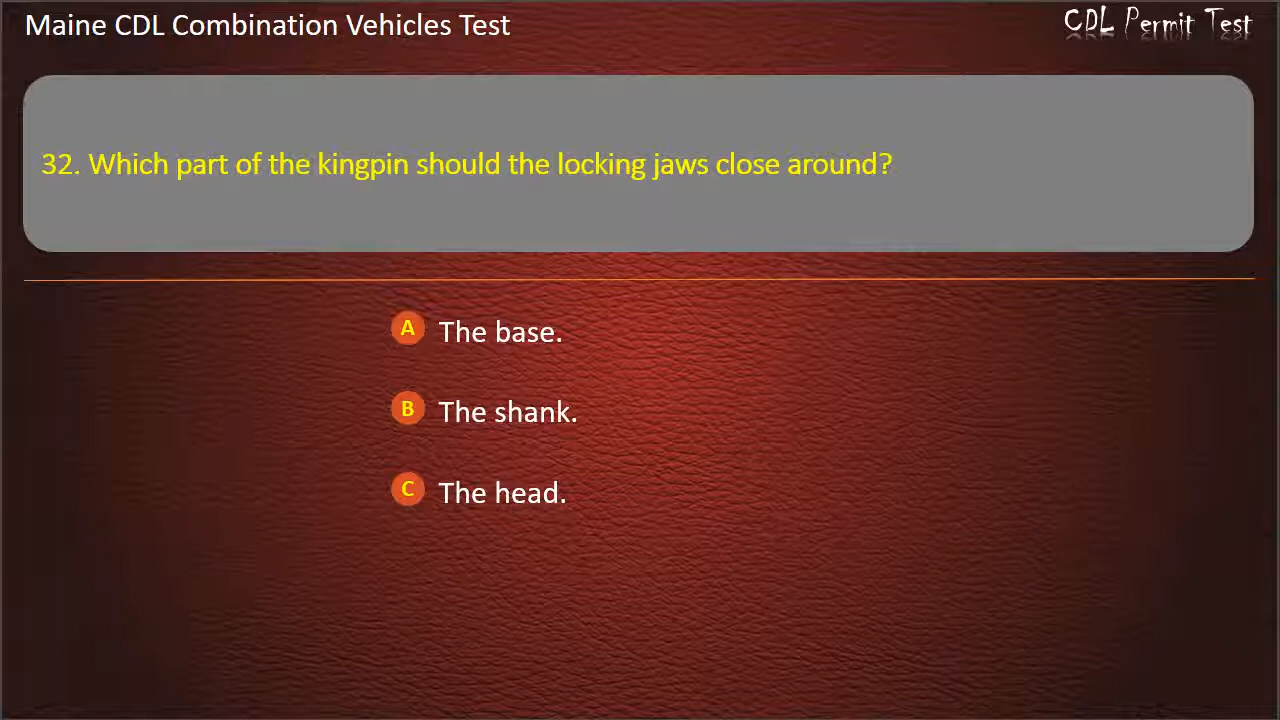 Maine CDL Combination Vehicles Test
CDL Permit Test
32. Which part of the kingpin should the locking jaws close around?
A The base.
B The shank.
C The head.